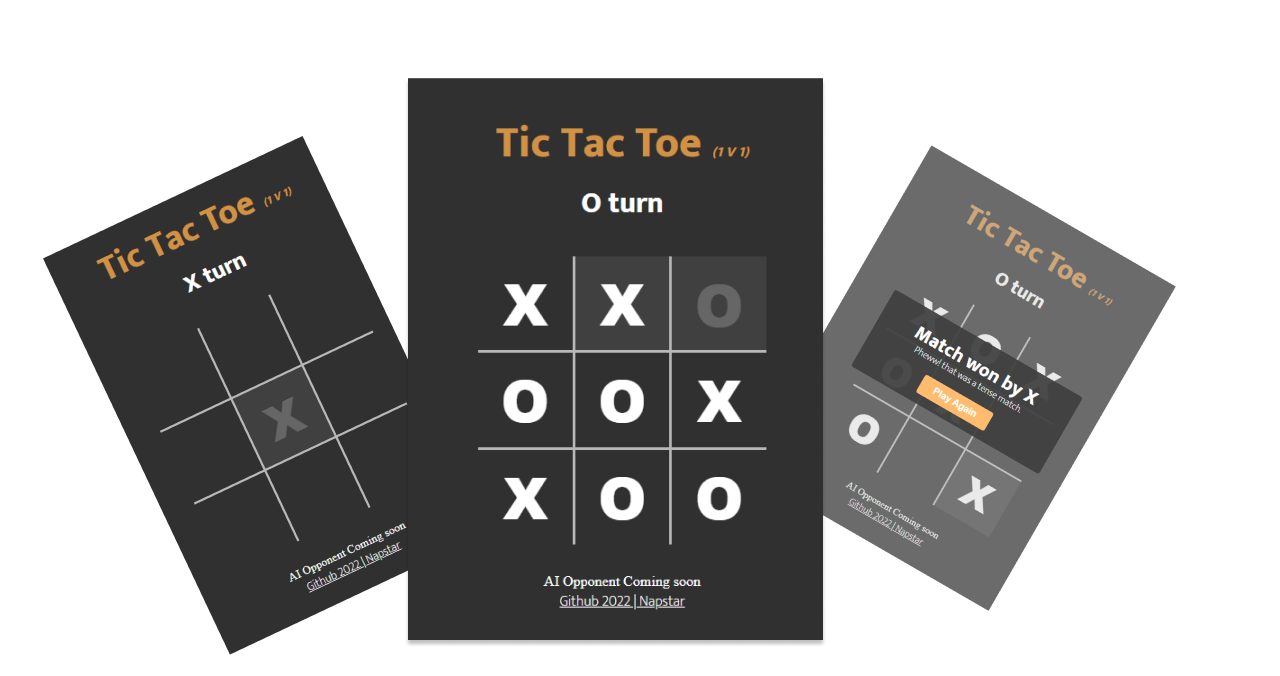 Tic Tac Toe (1 V 1)
X turn
X
AI Opponent Coming soon
Github 2022 | Napstar
Tic Tac Toe (1 V 1)
O turn
X X O
O O X
X O O
AI Opponent Coming soon
Github 2022 | Napstar
Tic Tac Toe (1 V 1)
O turn
X O X
Match won by X
Pheww! that was a tense match.
Play Again
O
O
X
AI Opponent Coming soon
Github 2022 | Napstar